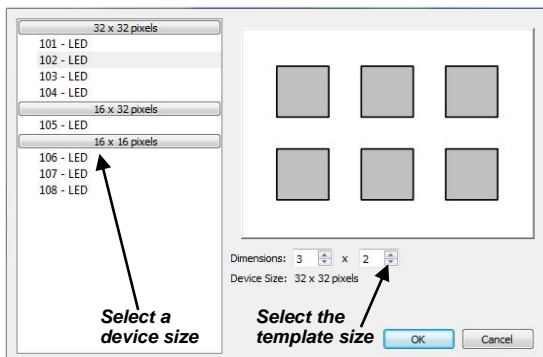 32 x 32 pixels
101 - LED
102 - LED
103 - LED
104 - LED
16 x 32 pixels
105 - LED
16 x 16 pixels
106 - LED
107 - LED
108 - LED
Dimensions: 3 x 2
Device Size: 32 x 32 pixels
Select a
device size
Select the
template size
OK Cancel